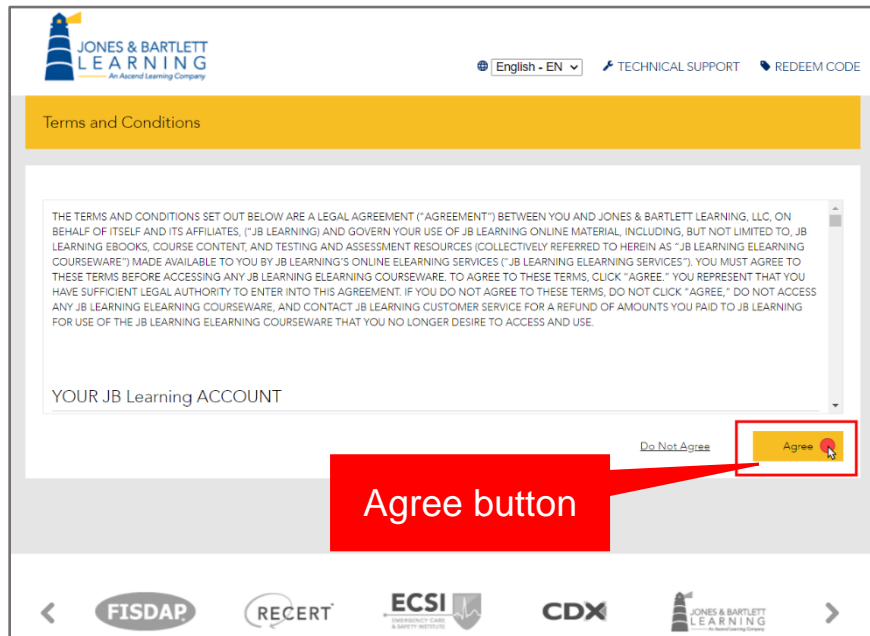 JONES & BARTLETT
LEARNING
An Ascend Learning Company
English - EN
TECHNICAL SUPPORT
REDEEM CODE
Terms and Conditions
THE TERMS AND CONDITIONS SET OUT BELOW ARE A LEGAL AGREEMENT ("AGREEMENT") BETWEEN YOU AND JONES & BARTLETT LEARNING, LLC, ON
BEHALF OF ITSELF AND ITS AFFILIATES, ("JB LEARNING) AND GOVERN YOUR USE OF JB LEARNING ONLINE MATERIAL, INCLUDING, BUT NOT LIMITED TO, JB
LEARNING EBOOKS, COURSE CONTENT, AND TESTING AND ASSESSMENT RESOURCES (COLLECTIVELY REFERRED TO HEREIN AS "JB LEARNING ELEARNING
COURSEWARE") MADE AVAILABLE TO YOU BY JB LEARNING'S ONLINE ELEARNING SERVICES ("JB LEARNING ELEARNING SERVICES"). YOU MUST AGREE TO
THESE TERMS BEFORE ACCESSING ANY JB LEARNING ELEARNING COURSEWARE. TO AGREE TO THESE TERMS, CLICK "AGREE." YOU REPRESENT THAT YOU
HAVE SUFFICIENT LEGAL AUTHORITY TO ENTER INTO THIS AGREEMENT. IF YOU DO NOT AGREE TO THESE TERMS, DO NOT CLICK "AGREE," DO NOT ACCESS
ANY JB LEARNING ELEARNING COURSEWARE, AND CONTACT JB LEARNING CUSTOMER SERVICE FOR A REFUND OF AMOUNTS YOU PAID TO JB LEARNING
FOR USE OF THE JB LEARNING ELEARNING COURSEWARE THAT YOU NO LONGER DESIRE TO ACCESS AND USE.
YOUR JB Learning ACCOUNT
Do Not Agree
Agree
Agree button
FISDAP
RECERT
ECSI
EMERGENCY CARE
& SAFETY INSTITUTE
CDX
JONES & BARTLETT
LEARNING
An Ascend Learning Company